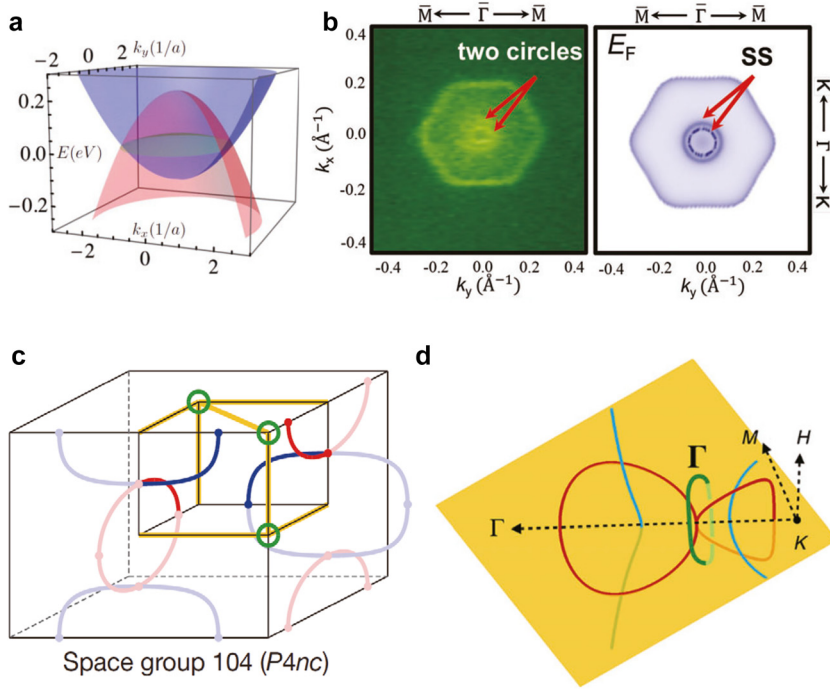 a
k_y(1/a)
-2 0 2
0.2
0.0
E(eV)
-0.2
k_x(1/a)
-2 0 2
b
M̄ ← Γ̄ → M̄
0.4
0.2
0.0
-0.2
-0.4
k_x (Å⁻¹)
two circles
-0.4 -0.2 0.0 0.2 0.4
k_y (Å⁻¹)
M̄ ← Γ̄ → M̄
E_F
SS
K ← Γ → K
-0.4 -0.2 0.0 0.2 0.4
k_y (Å⁻¹)
c
Space group 104 (P4nc)
d
M
H
Γ
Γ
K